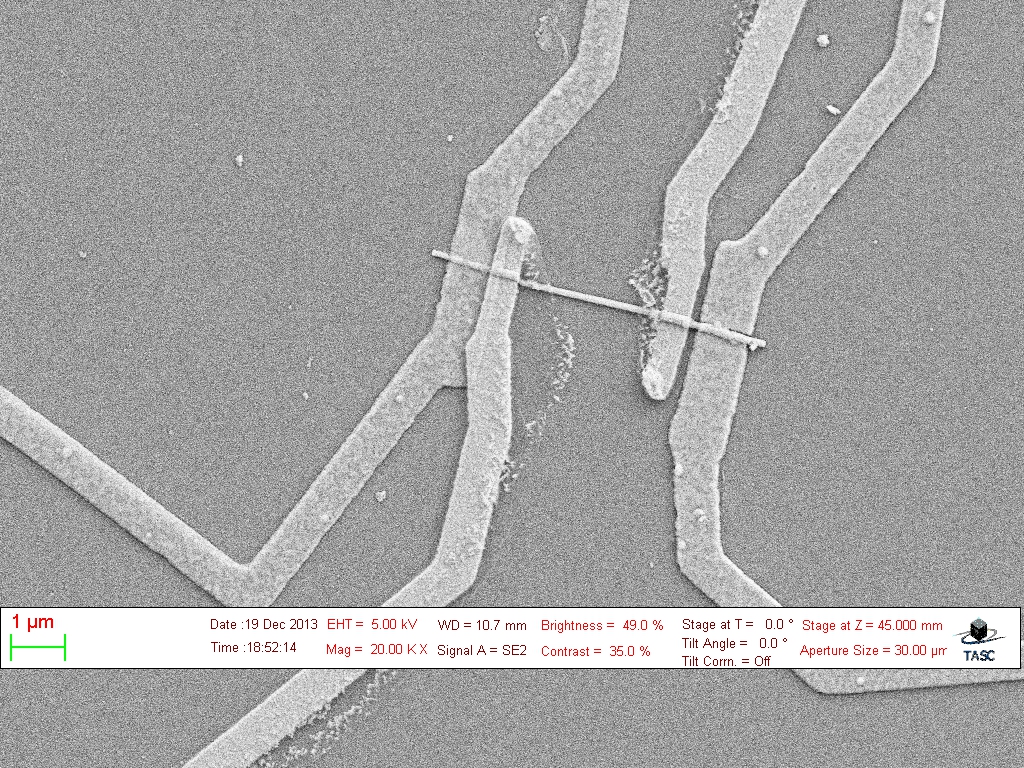 1 µm
Date :19 Dec 2013 EHT = 5.00 kV WD = 10.7 mm Brightness = 49.0 % Stage at T = 0.0 ° Stage at Z = 45.000 mm
Time :18:52:14 Mag = 20.00 K X Signal A = SE2 Contrast = 35.0 % Tilt Angle = 0.0 ° Aperture Size = 30.00 µm
Tilt Corrn. = Off
TASC